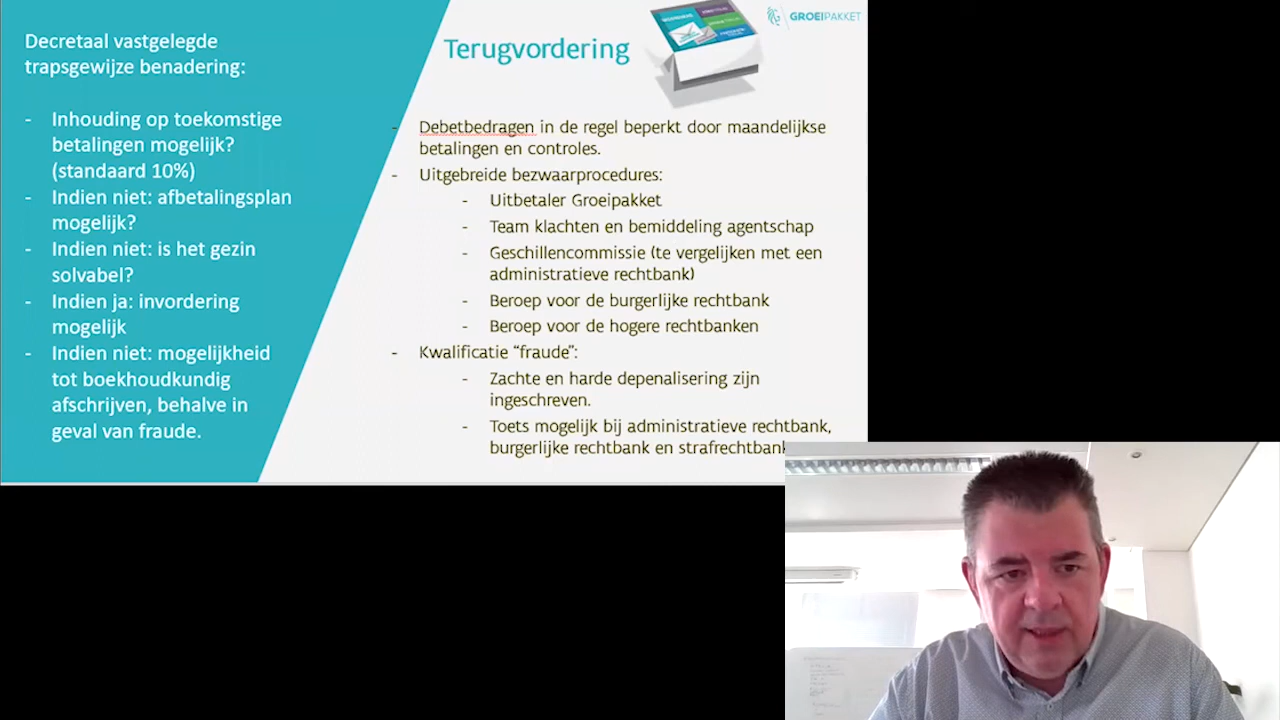 Decretaal vastgelegde
trapsgewijze benadering:
- Inhouding op toekomstige
betalingen mogelijk?
(standaard 10%)
- Indien niet: afbetalingsplan
mogelijk?
- Indien niet: is het gezin
solvabel?
- Indien ja: invordering
mogelijk
- Indien niet: mogelijkheid
tot boekhoudkundig
afschrijven, behalve in
geval van fraude.
Terugvordering
GROEIPAKKET
- Debetbedragen in de regel beperkt door maandelijkse
betalingen en controles.
- Uitgebreide bezwaarprocedures:
- Uitbetaler Groeipakket
- Team klachten en bemiddeling agentschap
- Geschillencommissie (te vergelijken met een
administratieve rechtbank)
- Beroep voor de burgerlijke rechtbank
- Beroep voor de hogere rechtbanken
- Kwalificatie “fraude”:
- Zachte en harde depenalisering zijn
ingeschreven.
- Toets mogelijk bij administratieve rechtbank,
burgerlijke rechtbank en strafrechtbank